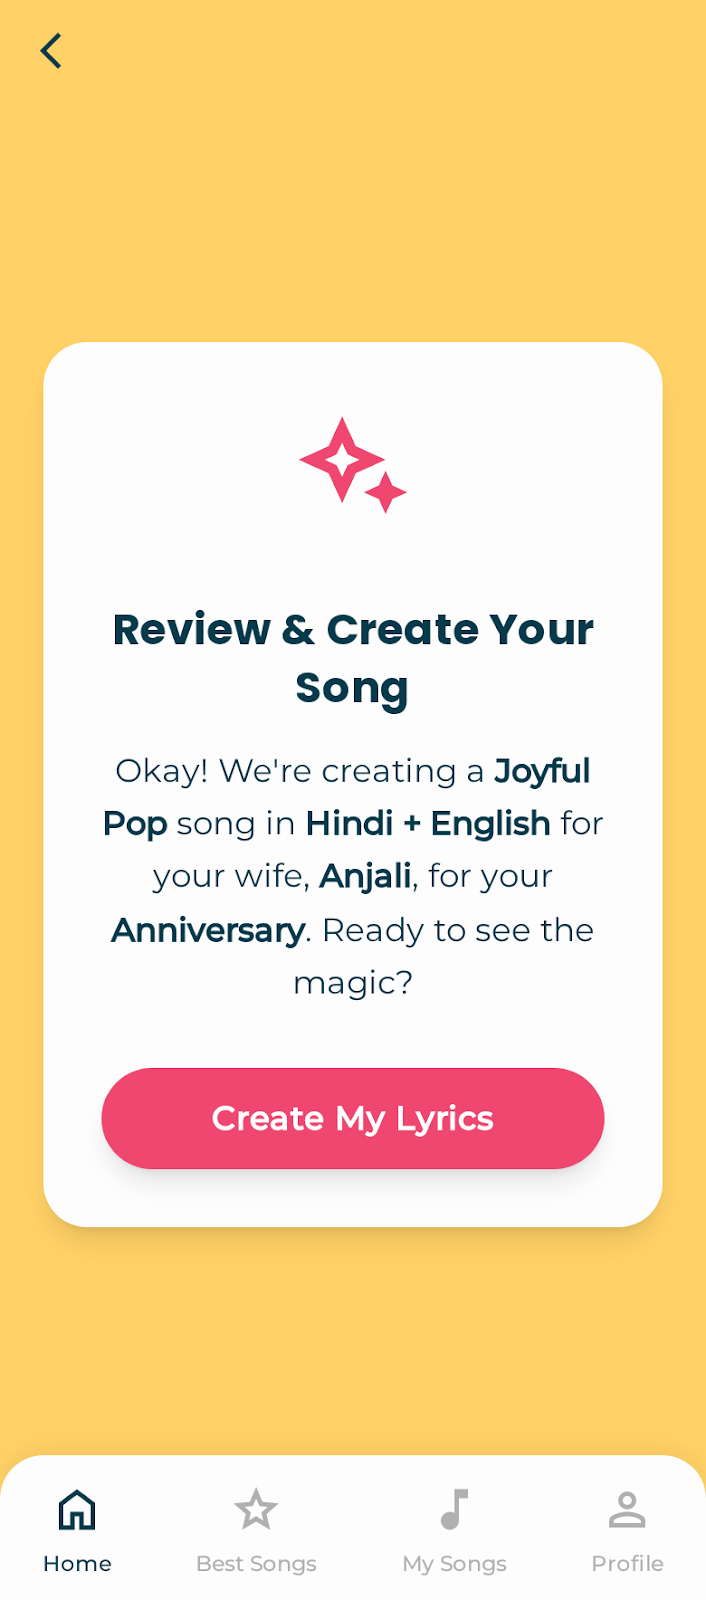 Review & Create Your
Song
Okay! We're creating a Joyful
Pop song in Hindi + English for
your wife, Anjali, for your
Anniversary. Ready to see the
magic?
Create My Lyrics
Home
Best Songs
My Songs
Profile